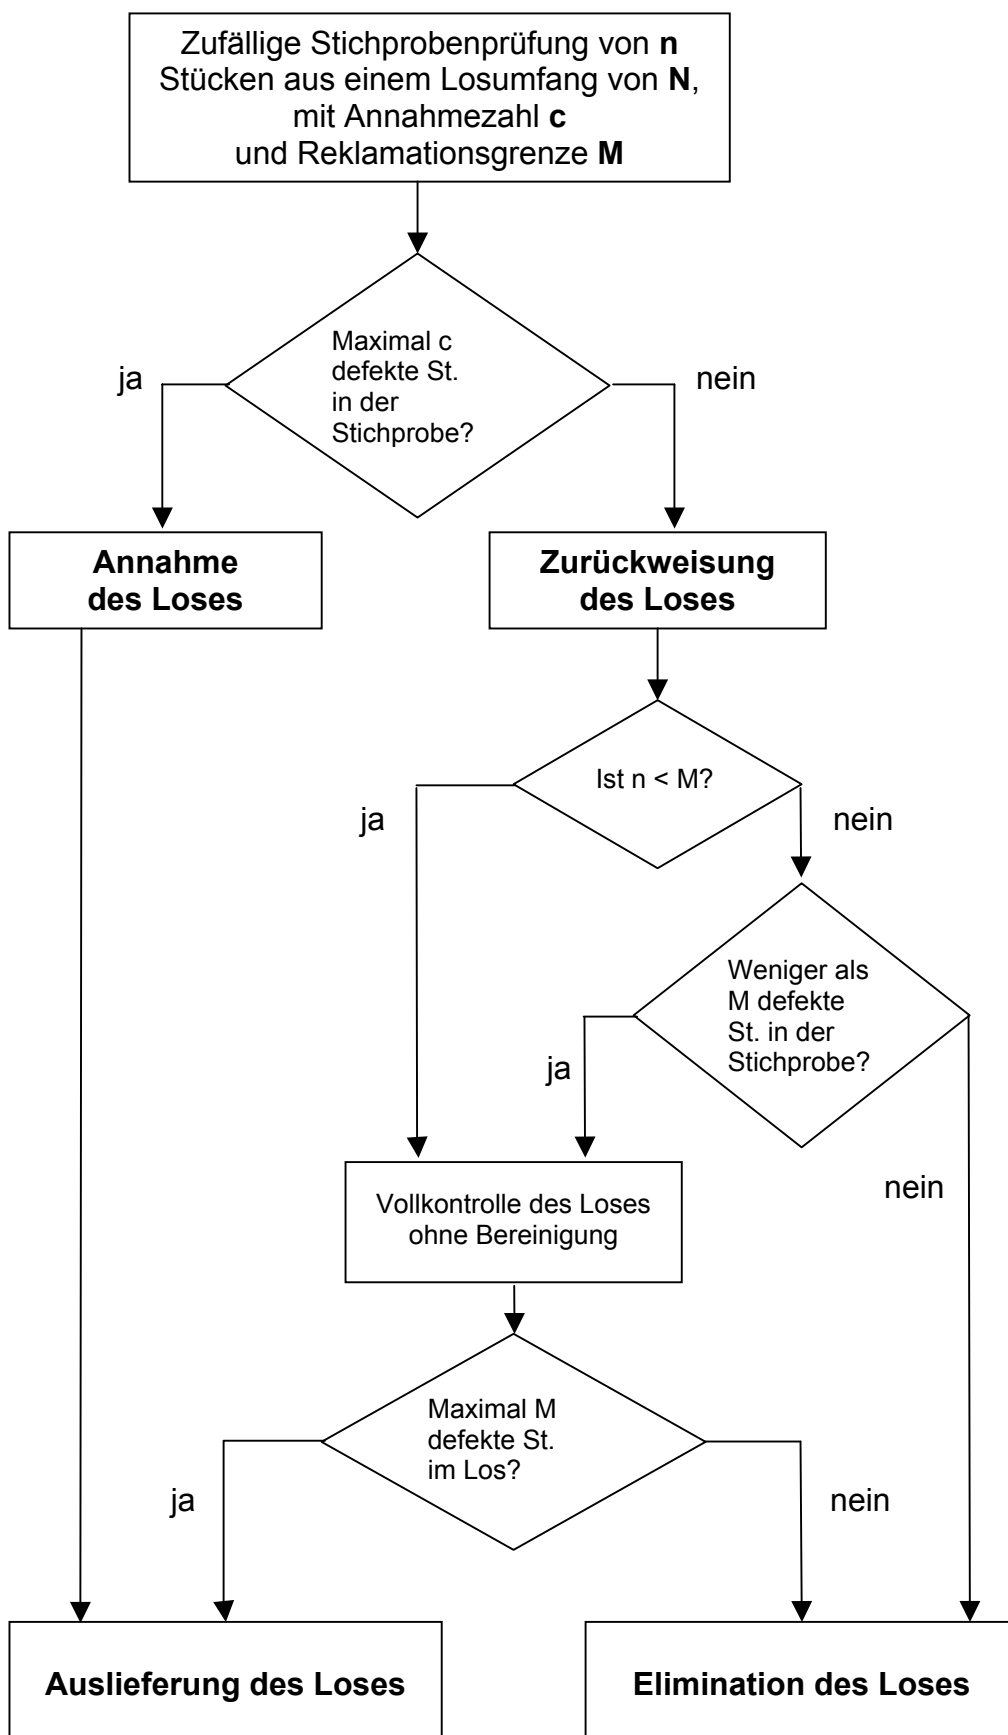 Zufällige Stichprobenprüfung von n
Stücken aus einem Losumfang von N,
mit Annahmezahl c
und Reklamationsgrenze M
Maximal c
defekte St.
in der
Stichprobe?
ja
nein
Annahme
des Loses
Zurückweisung
des Loses
Ist n < M?
ja
nein
Weniger als
M defekte
St. in der
Stichprobe?
ja
nein
Vollkontrolle des Loses
ohne Bereinigung
Maximal M
defekte St.
im Los?
ja
nein
Auslieferung des Loses
Elimination des Loses